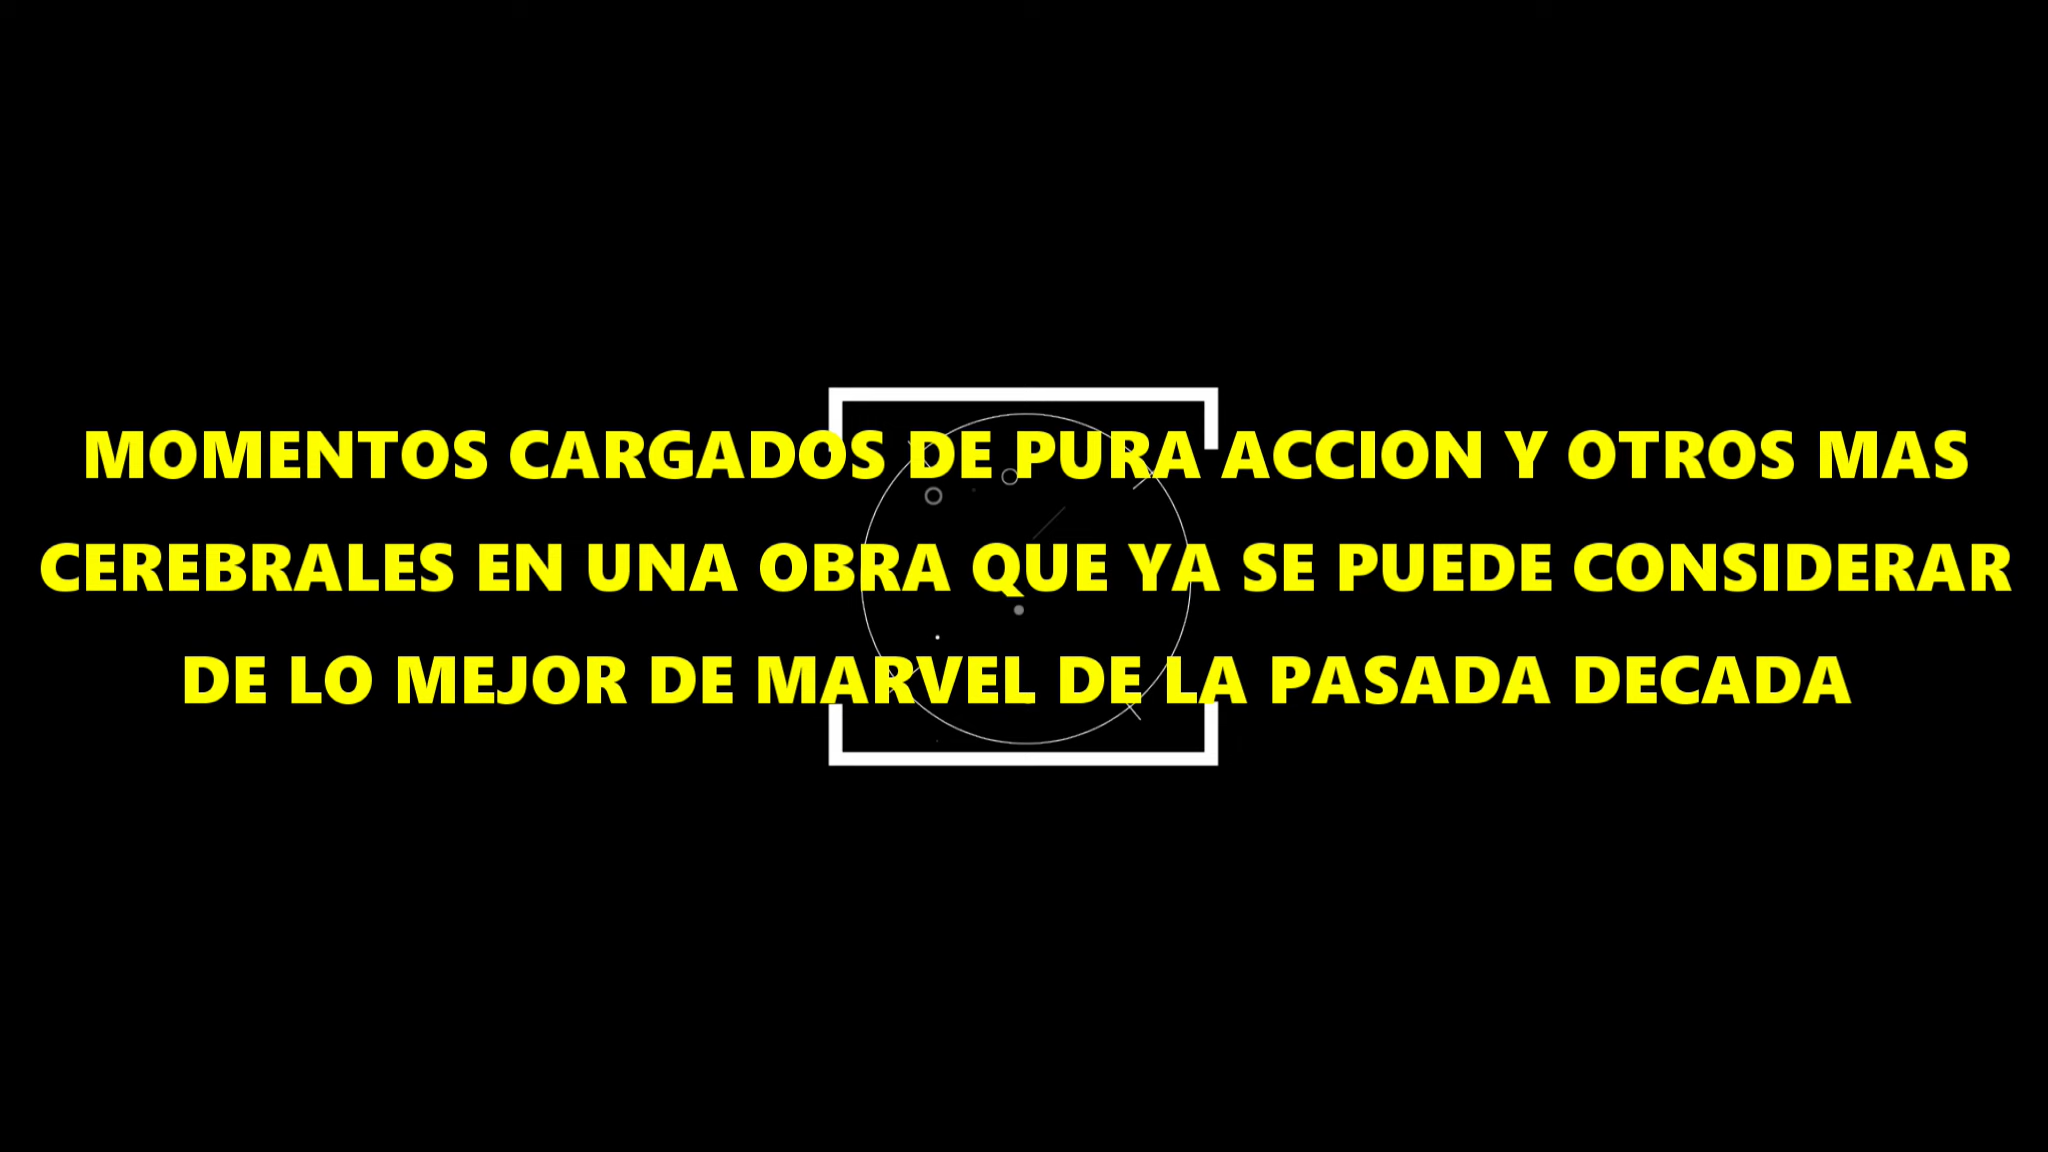 MOMENTOS CARGADOS DE PURA ACCION Y OTROS MAS
CEREBRALES EN UNA OBRA QUE YA SE PUEDE CONSIDERAR
DE LO MEJOR DE MARVEL DE LA PASADA DECADA